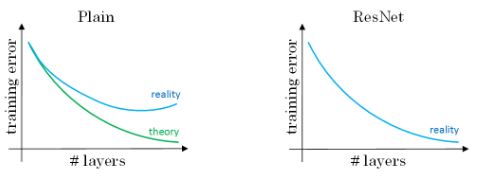 Plain
training error
reality
theory
# layers
ResNet
training error
reality
# layers